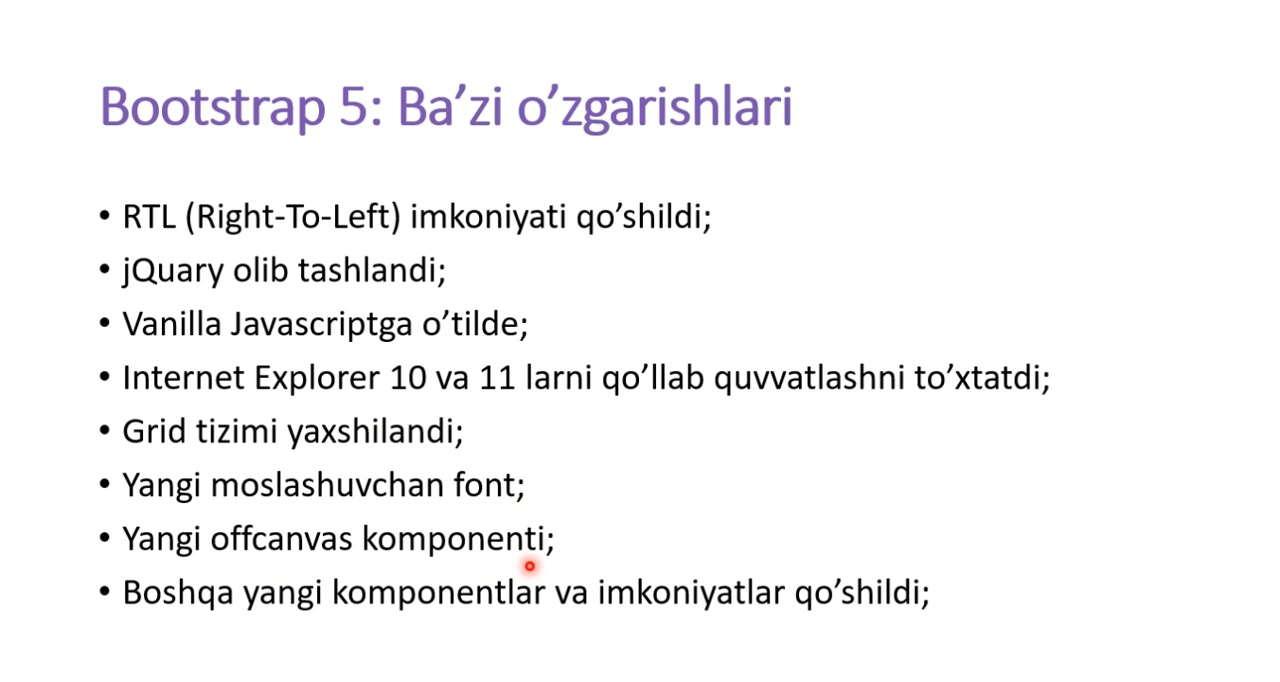 Bootstrap 5: Ba’zi o’zgarishlari
• RTL (Right-To-Left) imkoniyati qo’shildi;
• jQuary olib tashlandi;
• Vanilla Javascriptga o’tilde;
• Internet Explorer 10 va 11 larni qo’llab quvvatlashni to’xtatdi;
• Grid tizimi yaxshilandi;
• Yangi moslashuvchan font;
• Yangi offcanvas komponenti;
• Boshqa yangi komponentlar va imkoniyatlar qo’shildi;